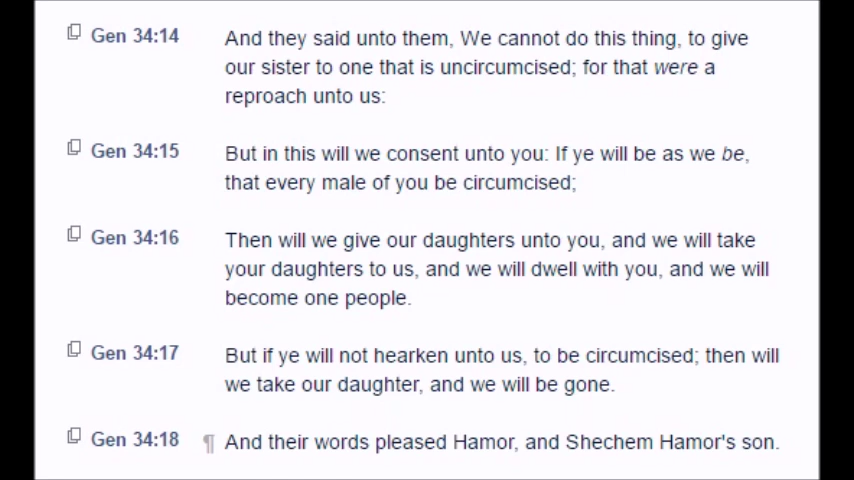 Gen 34:14 And they said unto them, We cannot do this thing, to give
our sister to one that is uncircumcised; for that were a
reproach unto us:
Gen 34:15 But in this will we consent unto you: If ye will be as we be,
that every male of you be circumcised;
Gen 34:16 Then will we give our daughters unto you, and we will take
your daughters to us, and we will dwell with you, and we will
become one people.
Gen 34:17 But if ye will not hearken unto us, to be circumcised; then will
we take our daughter, and we will be gone.
Gen 34:18 ¶ And their words pleased Hamor, and Shechem Hamor's son.